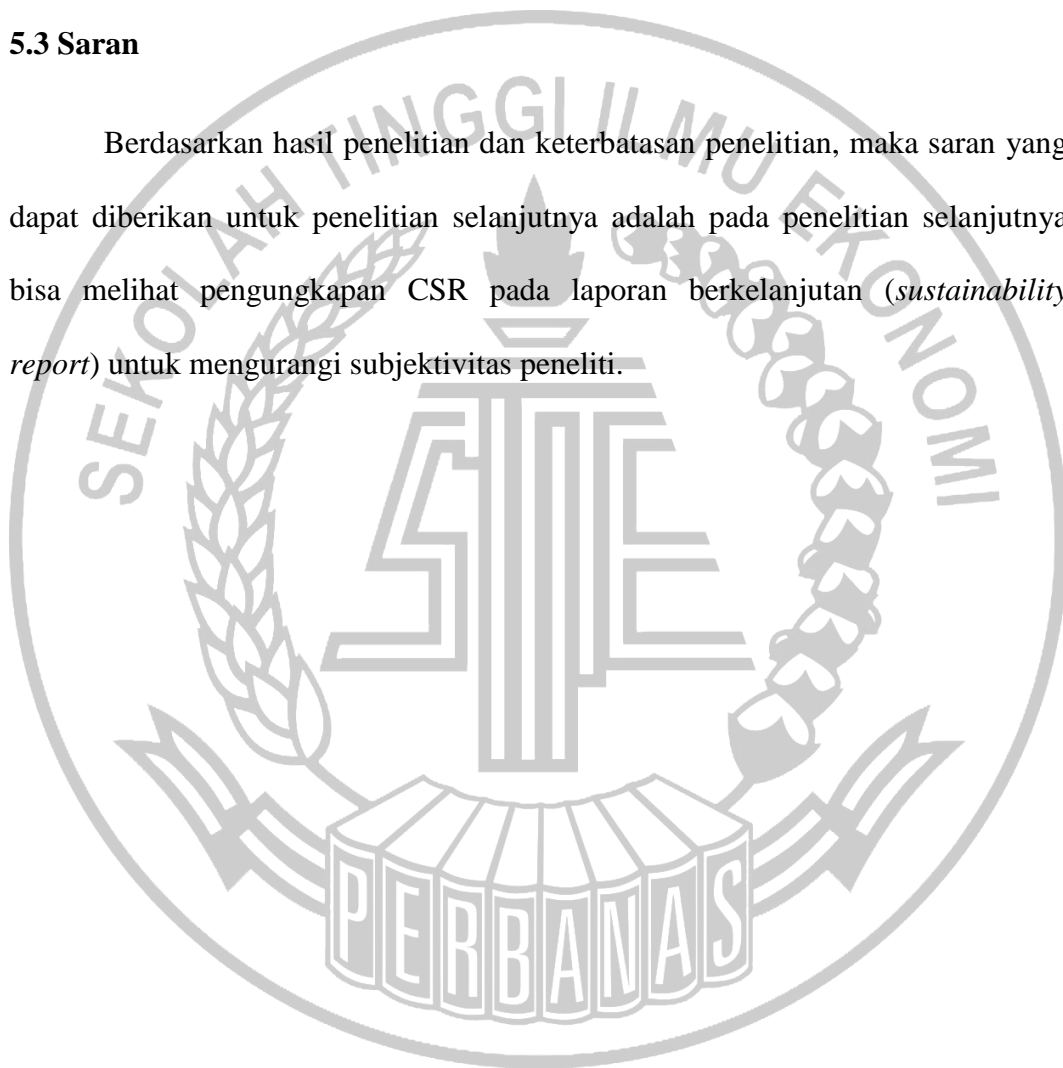 5.3 Saran
Berdasarkan hasil penelitian dan keterbatasan penelitian, maka saran yang
dapat diberikan untuk penelitian selanjutnya adalah pada penelitian selanjutnya
bisa melihat pengungkapan CSR pada laporan berkelanjutan (sustainability
report) untuk mengurangi subjektivitas peneliti.
SEKOLAH TINGGI ILMU EKONOMI
PERBANAS